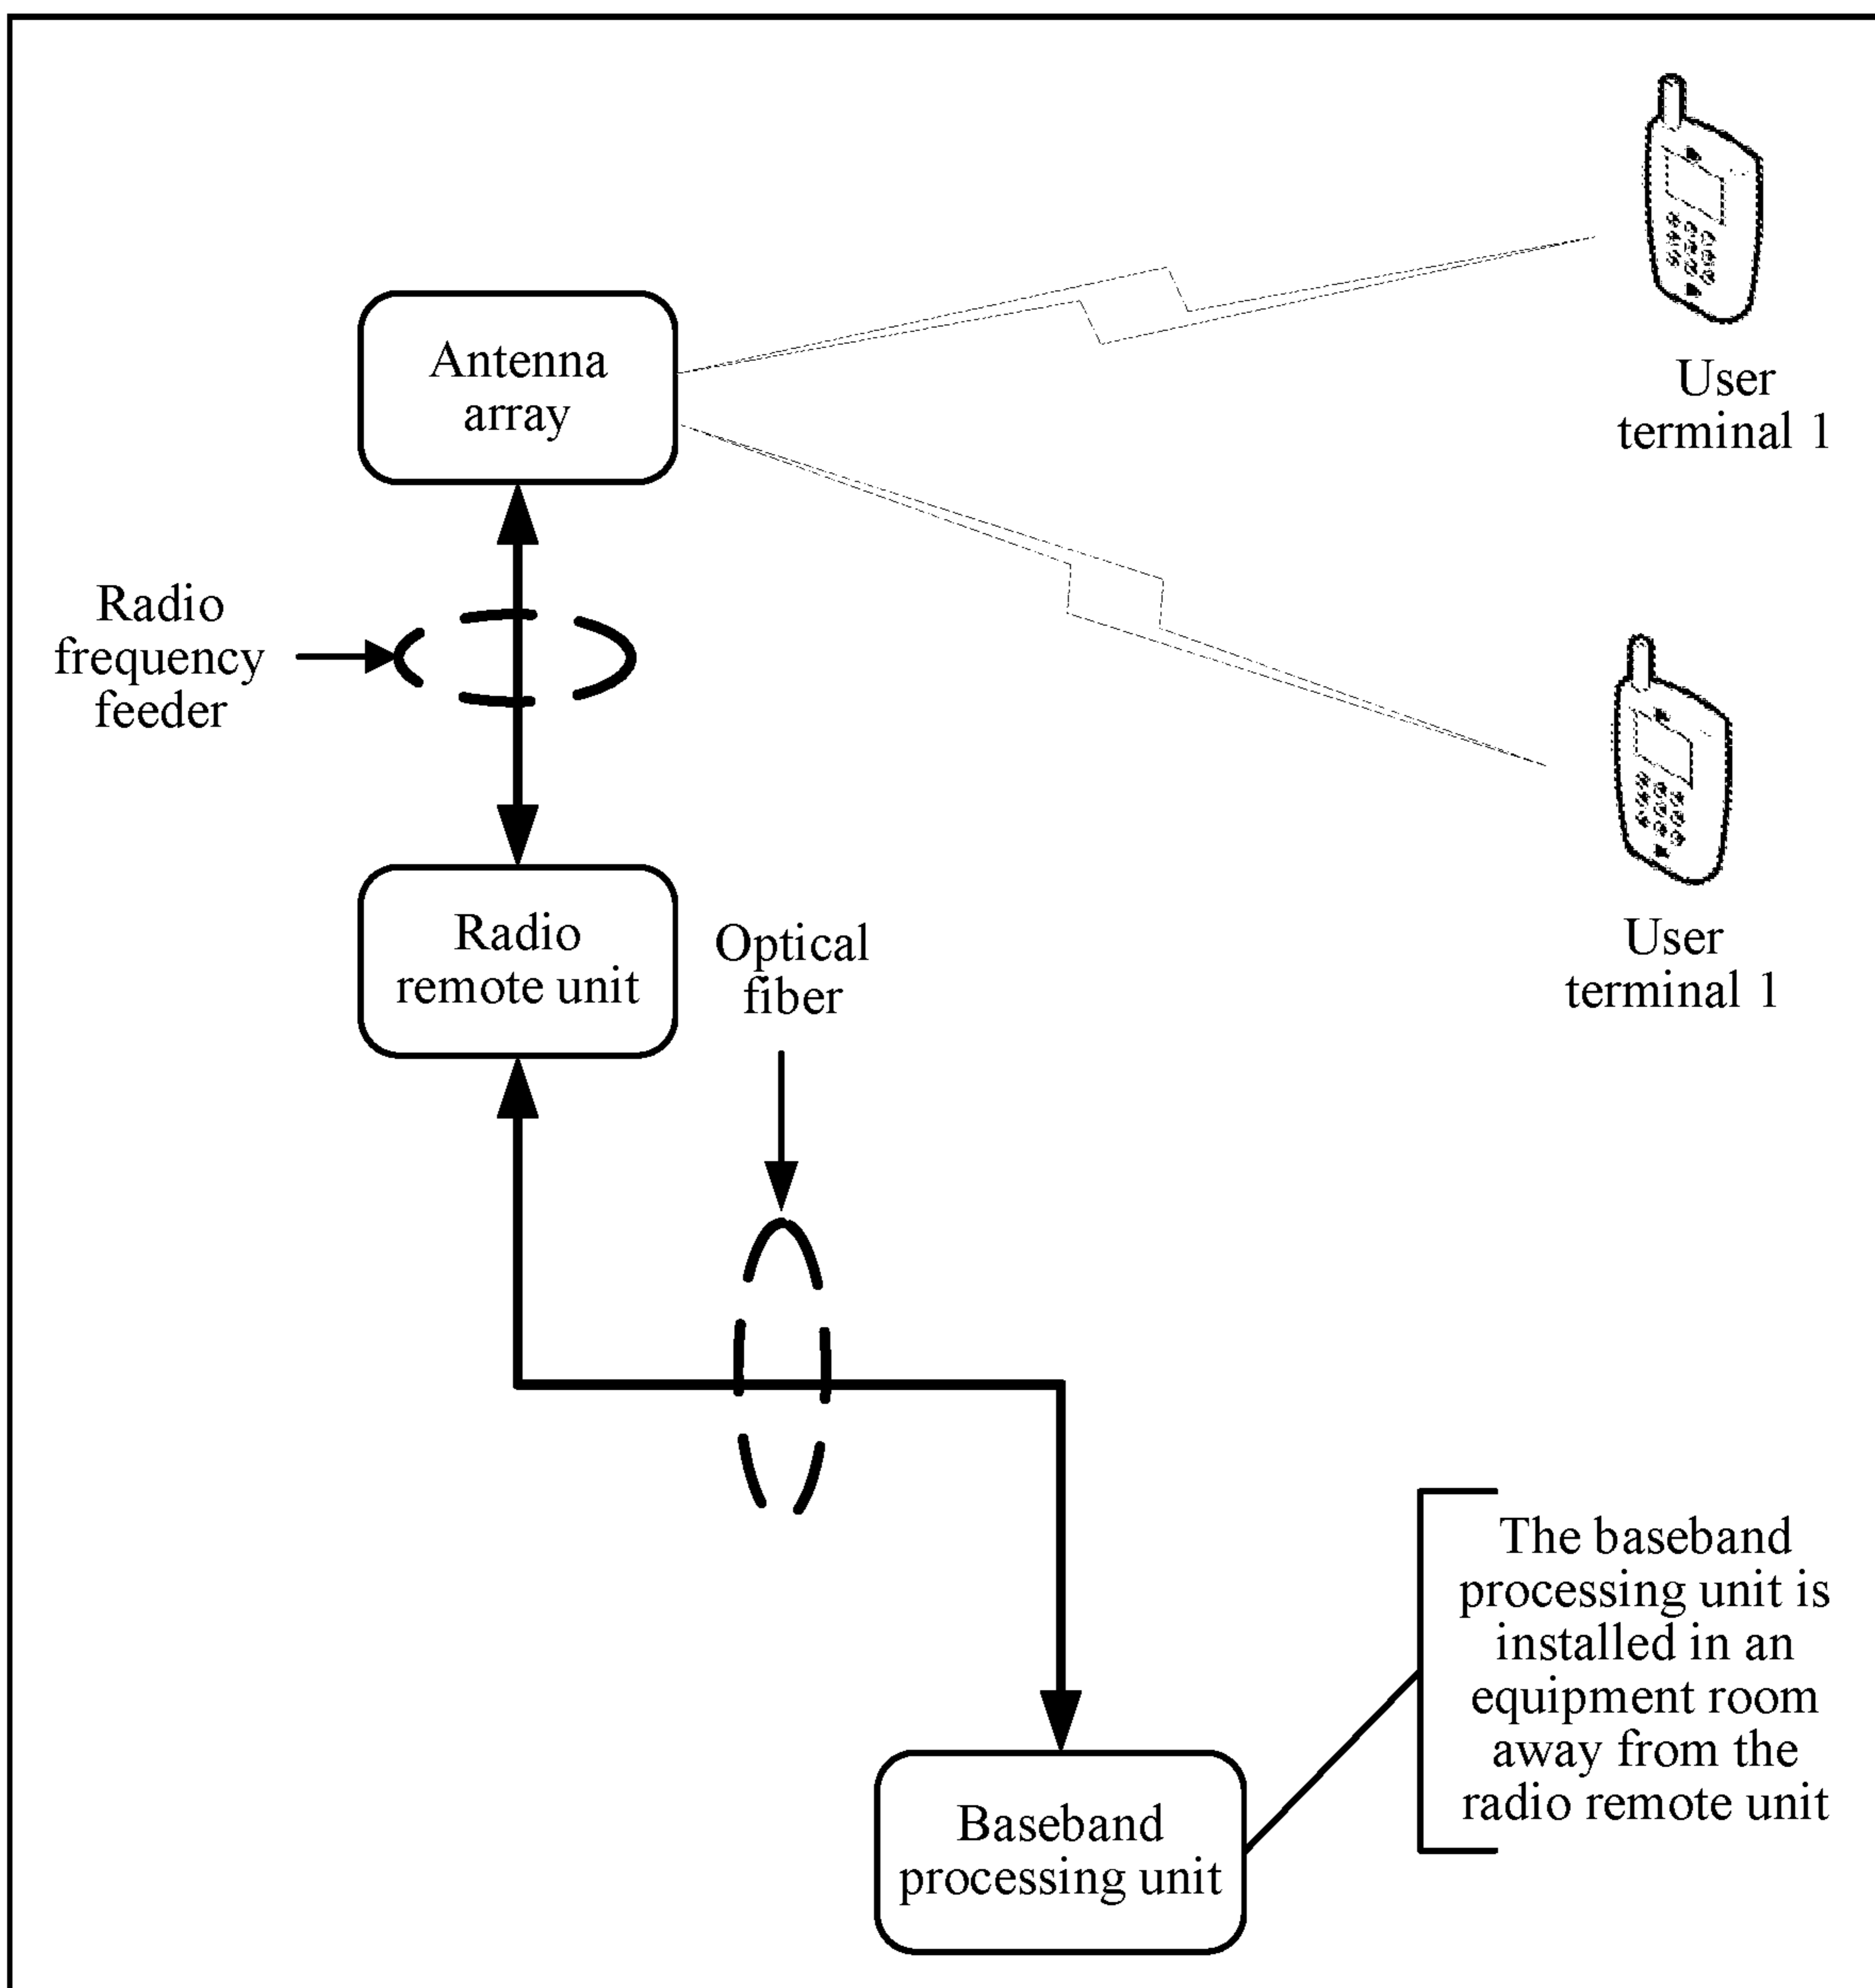 Antenna
array
User
terminal 1
Radio
frequency
feeder
Radio
remote unit
Optical
fiber
User
terminal 1
The baseband
processing unit is
installed in an
equipment room
away from the
radio remote unit
Baseband
processing unit